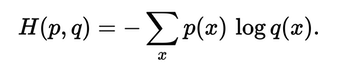 H(p, q) = − ∑ₓ p(x) log q(x).